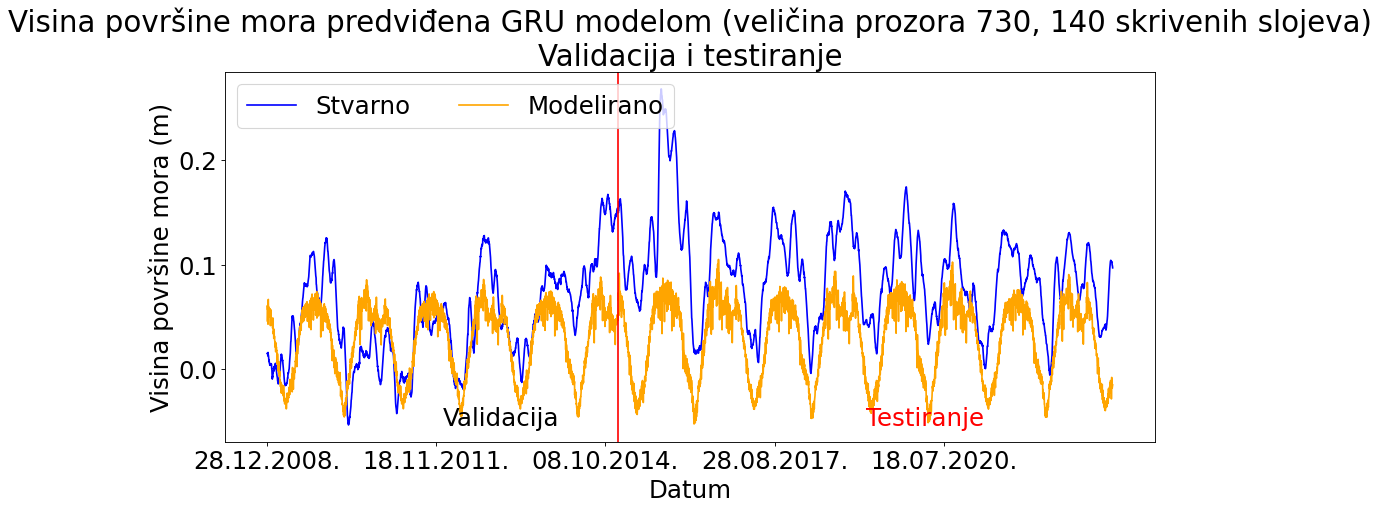 Visina površine mora predviđena GRU modelom (veličina prozora 730, 140 skrivenih slojeva)
Validacija i testiranje
Stvarno
Modelirano
Visina površine mora (m)
0.2
0.1
0.0
Validacija
Testiranje
28.12.2008.
18.11.2011.
08.10.2014.
28.08.2017.
18.07.2020.
Datum